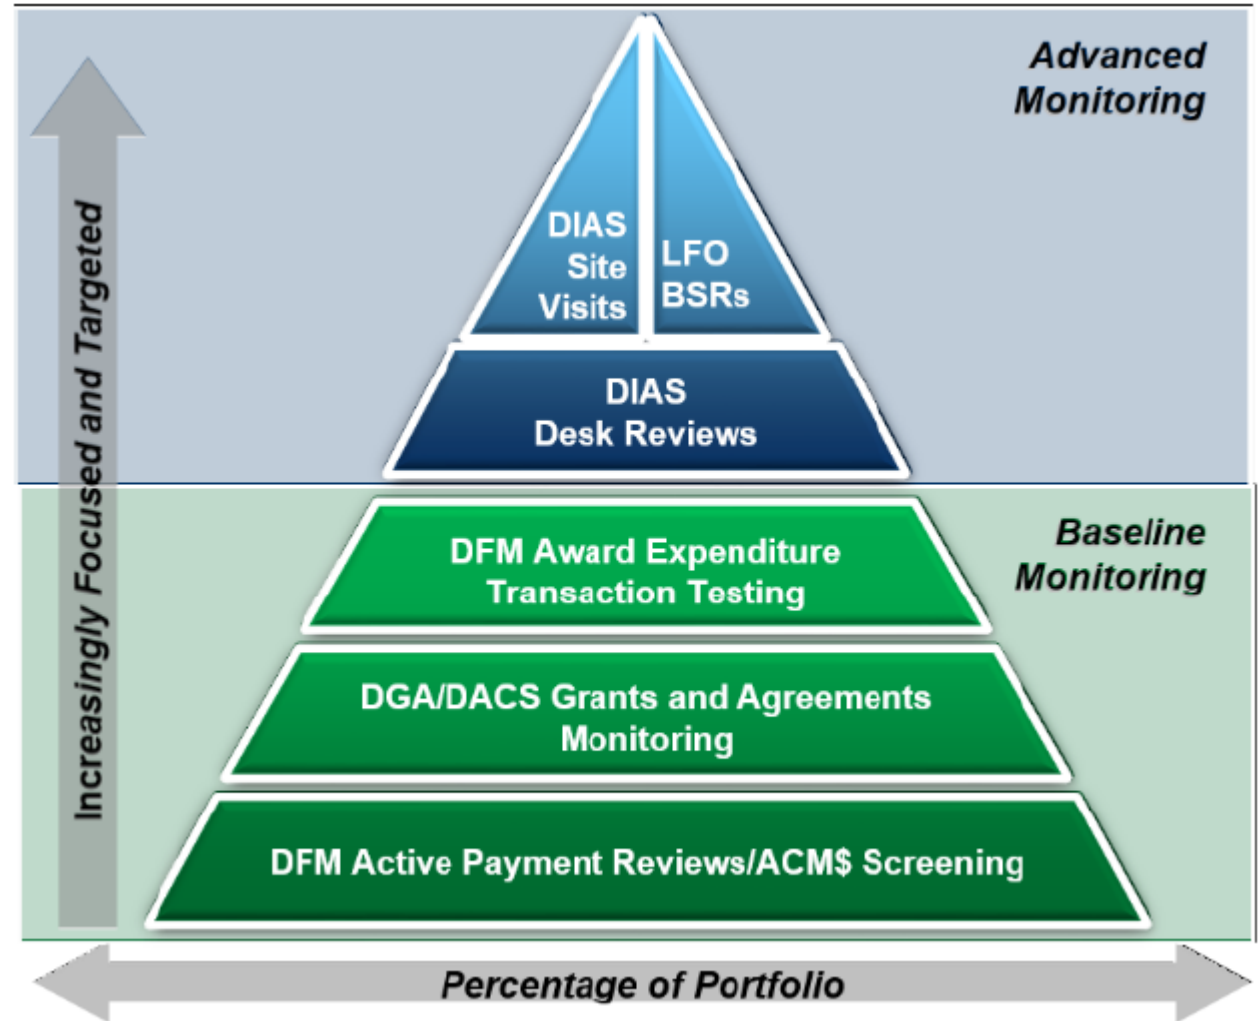 Advanced
Monitoring
DIAS
Site
Visits
LFO
BSRs
DIAS
Desk Reviews
Baseline
Monitoring
DFM Award Expenditure
Transaction Testing
DGA/DACS Grants and Agreements
Monitoring
DFM Active Payment Reviews/ACM$ Screening
Increasingly Focused and Targeted
Percentage of Portfolio